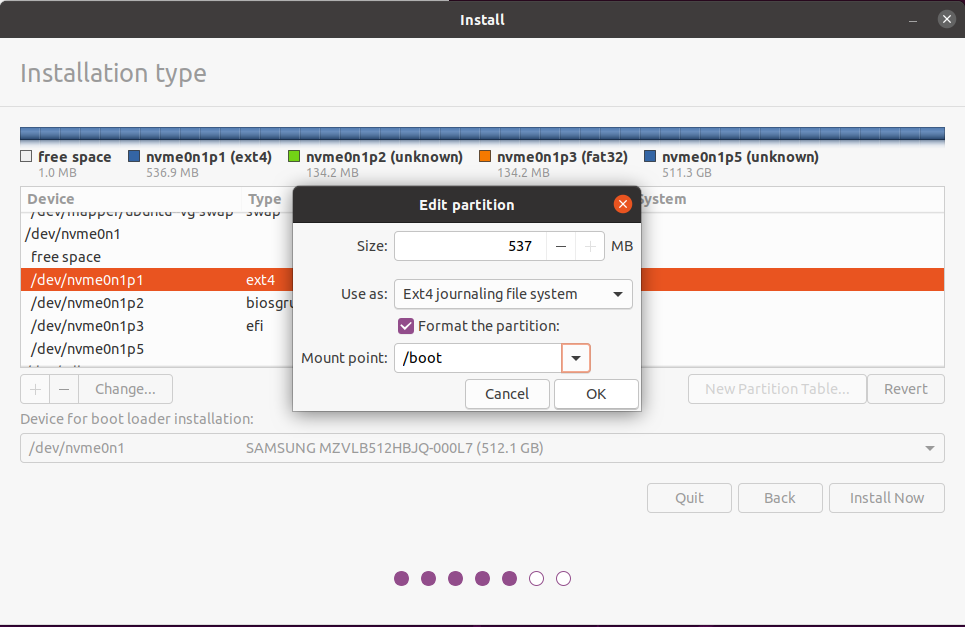 Install
Installation type
free space nvme0n1p1 (ext4) nvme0n1p2 (unknown) nvme0n1p3 (fat32) nvme0n1p5 (unknown)
1.0 MB 536.9 MB 134.2 MB 134.2 MB 511.3 GB
Device Type System
/dev/mapper/ubuntu--vg-swap swap
/dev/nvme0n1
free space
/dev/nvme0n1p1 ext4
/dev/nvme0n1p2 biosgru
/dev/nvme0n1p3 efi
/dev/nvme0n1p5
Edit partition
Size: 537 MB
Use as: Ext4 journaling file system
Format the partition:
Mount point: /boot
Cancel OK
+ − Change... New Partition Table... Revert
Device for boot loader installation:
/dev/nvme0n1 SAMSUNG MZVLB512HBJQ-000L7 (512.1 GB)
Quit Back Install Now